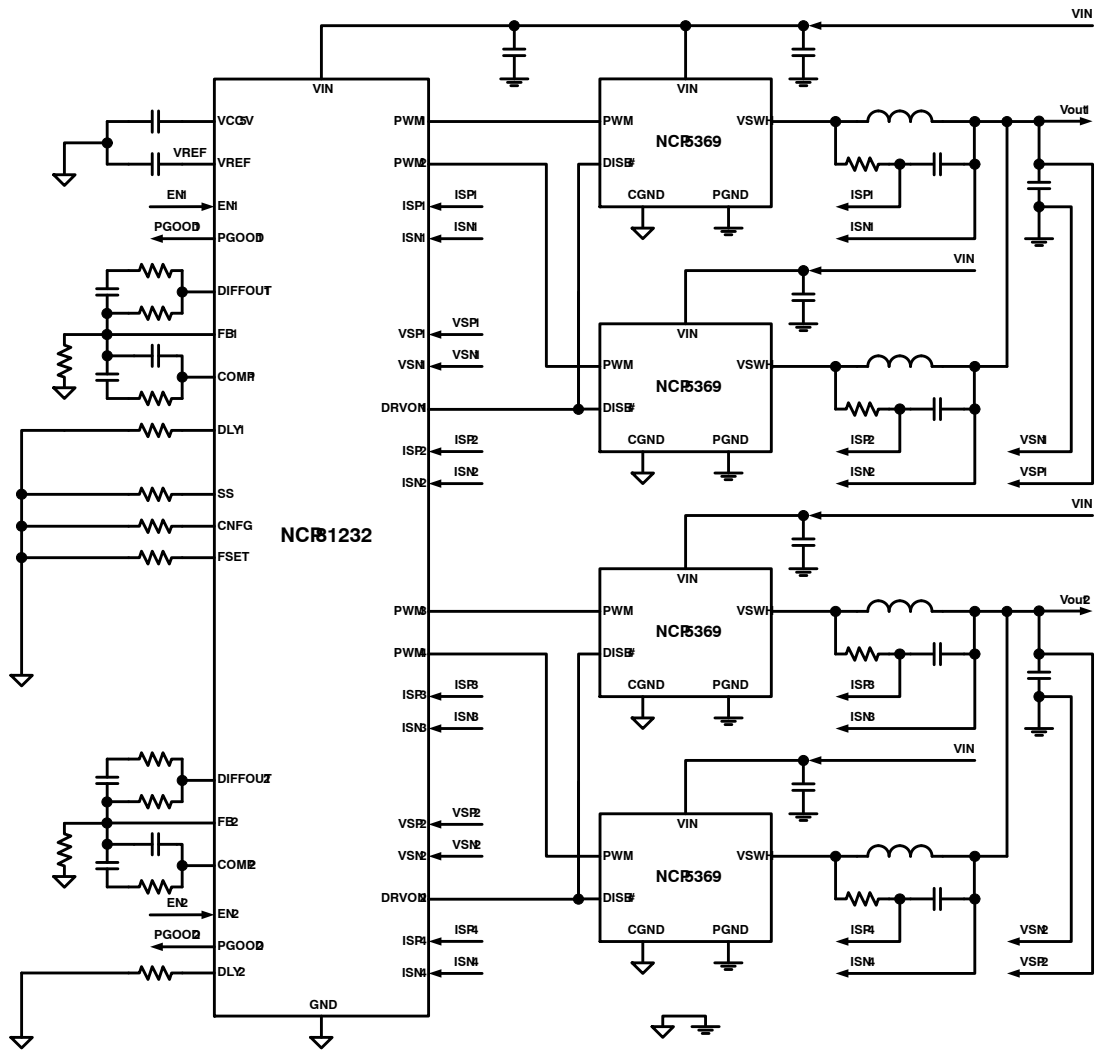 VIN
VIN
VCC5V
VREF
VREF
EN1
EN1
PGOOD1
PGOOD1
DIFFOUT1
FB1
COMP1
DLY1
SS
CNFG
FSET
DIFFOUT2
FB2
COMP2
EN2
EN2
PGOOD2
PGOOD2
DLY2
GND
NCP81232
PWM1
PWM2
ISP1
ISP1
ISN1
ISN1
VSP1
VSP1
VSN1
VSN1
DRVON1
ISP2
ISP2
ISN2
ISN2
PWM3
PWM4
ISP3
ISP3
ISN3
ISN3
VSP2
VSP2
VSN2
VSN2
DRVON2
ISP4
ISP4
ISN4
ISN4
VIN
PWM
VSWH
NCP5369
DISB#
CGND
PGND
Vout1
ISP1
ISN1
VIN
VIN
PWM
VSWH
NCP5369
DISB#
CGND
PGND
ISP2
ISN2
VSN1
VSP1
VIN
VIN
PWM
VSWH
NCP5369
DISB#
CGND
PGND
Vout2
ISP3
ISN3
VIN
VIN
PWM
VSWH
NCP5369
DISB#
CGND
PGND
ISP4
ISN4
VSN2
VSP2